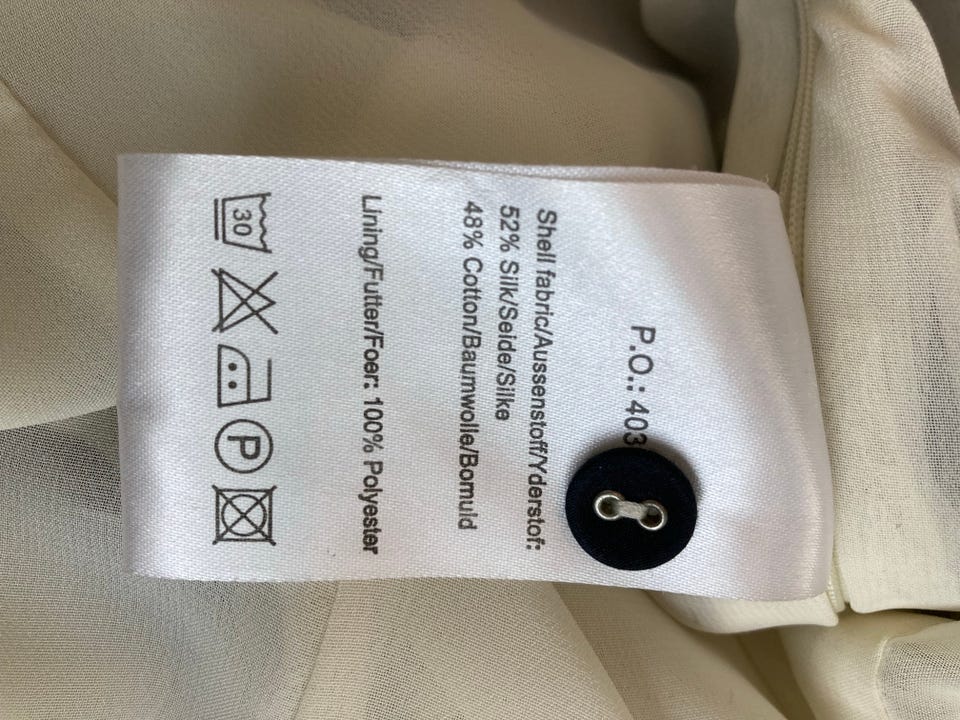 P.O.: 403
Shell fabric/Aussenstoff/Yderstof:
52% Silk/Seide/Silke
48% Cotton/Baumwolle/Bomuld
Lining/Futter/Foer: 100% Polyester
30
P